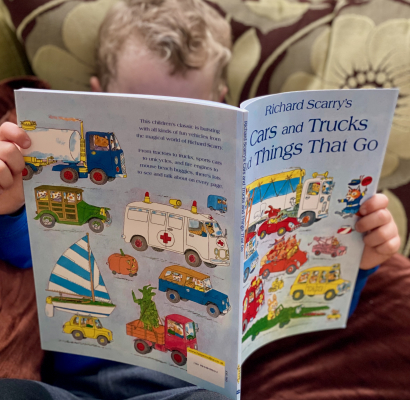 This children's classic is bursting
with all kinds of fun vehicles from
the magical world of Richard Scarry.
From tractors to trucks, sports cars
to unicycles, and fire engines to
mouse beach buggies, there's lots
to see and talk about on every page.
Richard Scarry's
Cars and Trucks
Things That Go